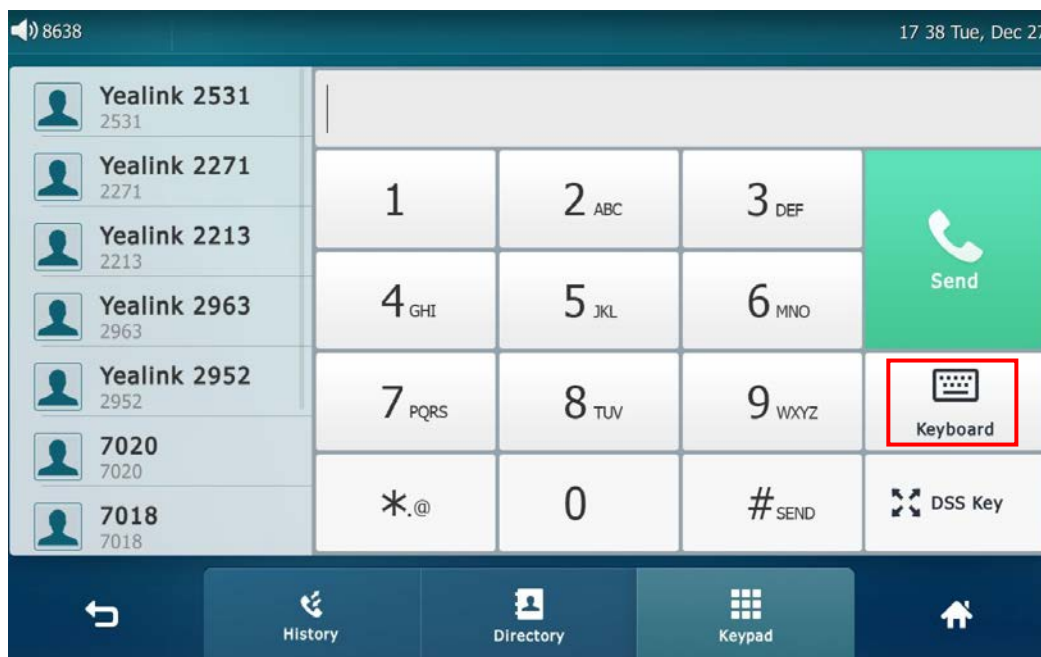 8638
17 38 Tue, Dec 27
Yealink 2531
2531
Yealink 2271
2271
Yealink 2213
2213
Yealink 2963
2963
Yealink 2952
2952
7020
7020
7018
7018
1
2 ABC
3 DEF
Send
4 GHI
5 JKL
6 MNO
7 PQRS
8 TUV
9 WXYZ
Keyboard
*.@
0
# SEND
DSS Key
History
Directory
Keypad